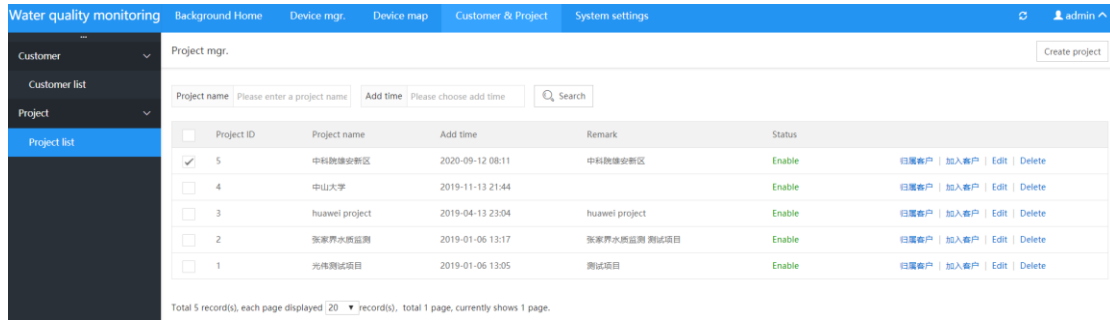 Water quality monitoring Background Home Device mgr. Device map Customer & Project System settings admin
...
Customer
Customer list
Project
Project list
Project mgr. Create project
Project name Please enter a project name Add time Please choose add time Search
Project ID Project name Add time Remark Status
5 中科院雄安新区 2020-09-12 08:11 中科院雄安新区 Enable 归属客户 | 加入客户 | Edit | Delete
4 中山大学 2019-11-13 21:44 Enable 归属客户 | 加入客户 | Edit | Delete
3 huawei project 2019-04-13 23:04 huawei project Enable 归属客户 | 加入客户 | Edit | Delete
2 张家界水质监测 2019-01-06 13:17 张家界水质监测 测试项目 Enable 归属客户 | 加入客户 | Edit | Delete
1 光伟测试项目 2019-01-06 13:05 测试项目 Enable 归属客户 | 加入客户 | Edit | Delete
Total 5 record(s), each page displayed 20 record(s), total 1 page, currently shows 1 page.